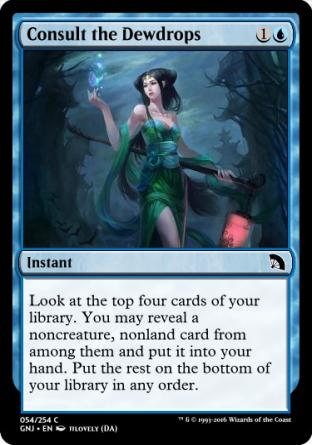 Consult the Dewdrops 1
Instant
Look at the top four cards of your
library. You may reveal a
noncreature, nonland card from
among them and put it into your
hand. Put the rest on the bottom of
your library in any order.
054/254 C
GNJ • EN MLOVELY (DA)
™ & © 1993-2016 Wizards of the Coast